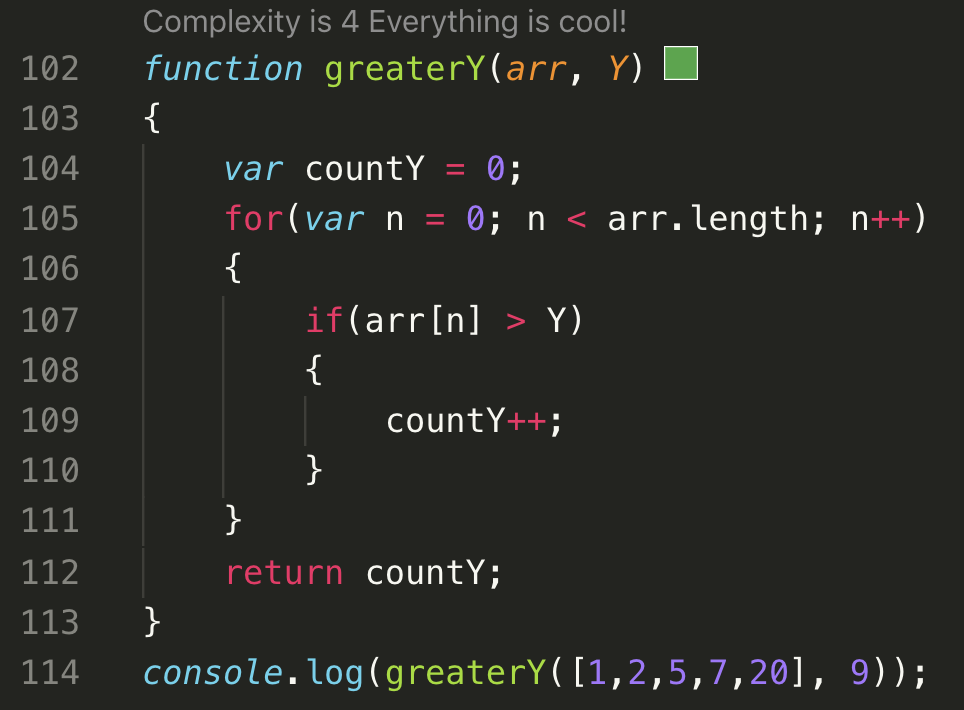 Complexity is 4 Everything is cool!
102 function greaterY(arr, Y)
103 {
104 var countY = 0;
105 for(var n = 0; n < arr.length; n++)
106 {
107 if(arr[n] > Y)
108 {
109 countY++;
110 }
111 }
112 return countY;
113 }
114 console.log(greaterY([1,2,5,7,20], 9));